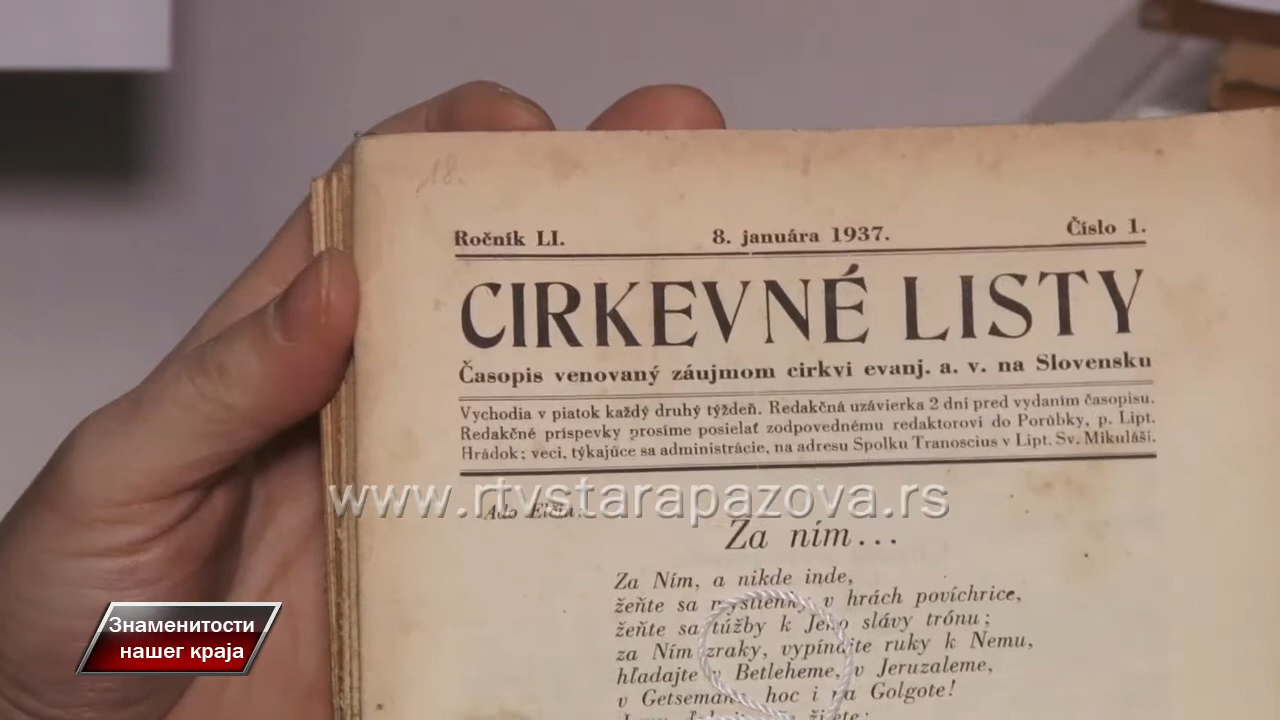 18.
Ročník LI.
8. januára 1937.
Číslo 1.
CIRKEVNÉ LISTY
Časopis venovaný záujmom cirkvi evanj. a. v. na Slovensku
Vychodia v piatok každý druhý týždeň. Redakčná uzávierka 2 dni pred vydaním časopisu.
Redakčné príspevky prosíme posielať zodpovednému redaktorovi do Porúbky, p. Lipt.
Hrádok; veci, týkajúce sa administrácie, na adresu Spolku Tranoscius v Lipt. Sv. Mikuláši.
www.rtvstarapazova.rs
Za ním...
Za Ním, a nikde inde,
žeňte sa myšlienky v hrách povíchrice,
žeňte sa túžby k Jeho slávy trónu;
za Ním zraky, vypínajte ruky k Nemu,
hľadajte v Betleheme, v Jeruzaleme,
v hoc i na Golgote!
Знаменитости
нашег краја